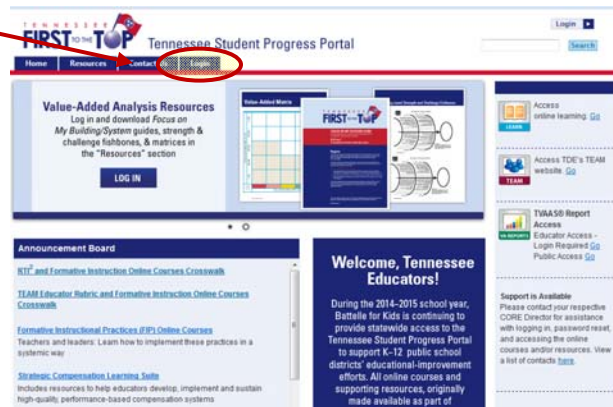 TENNESSEE
FIRST TO THE TOP
Tennessee Student Progress Portal
Login
Search
Home Resources Contact Login
Value-Added Analysis Resources
Log in and download Focus on
My Building/System guides, strength &
challenge fishbones, & matrices in
the "Resources" section
LOG IN
Value-Added Matrix
FIRST TO THE TOP
Access
online learning. Go
LEARN
Access TDE's TEAM
website. Go
TEAM
TVAAS® Report
Access
Educator Access -
Login Required Go
Public Access Go
VA REPORTS
Support is Available
Please contact your respective
CORE Director for assistance
with logging in, password reset,
and accessing the online
courses and/or resources. View
a list of contacts here.
Announcement Board
RTI² and Formative Instruction Online Courses Crosswalk
TEAM Educator Rubric and Formative Instruction Online Courses
Crosswalk
Formative Instructional Practices (FIP) Online Courses
Teachers and leaders: Learn how to implement these practices in a
systemic way
Strategic Compensation Learning Suite
Includes resources to help educators develop, implement and sustain
high-quality, performance-based compensation systems
Welcome, Tennessee
Educators!
During the 2014-2015 school year,
Battelle for Kids is continuing to
provide statewide access to the
Tennessee Student Progress Portal
to support K-12 public school
districts' educational-improvement
efforts. All online courses and
supporting resources, originally
made available as part of